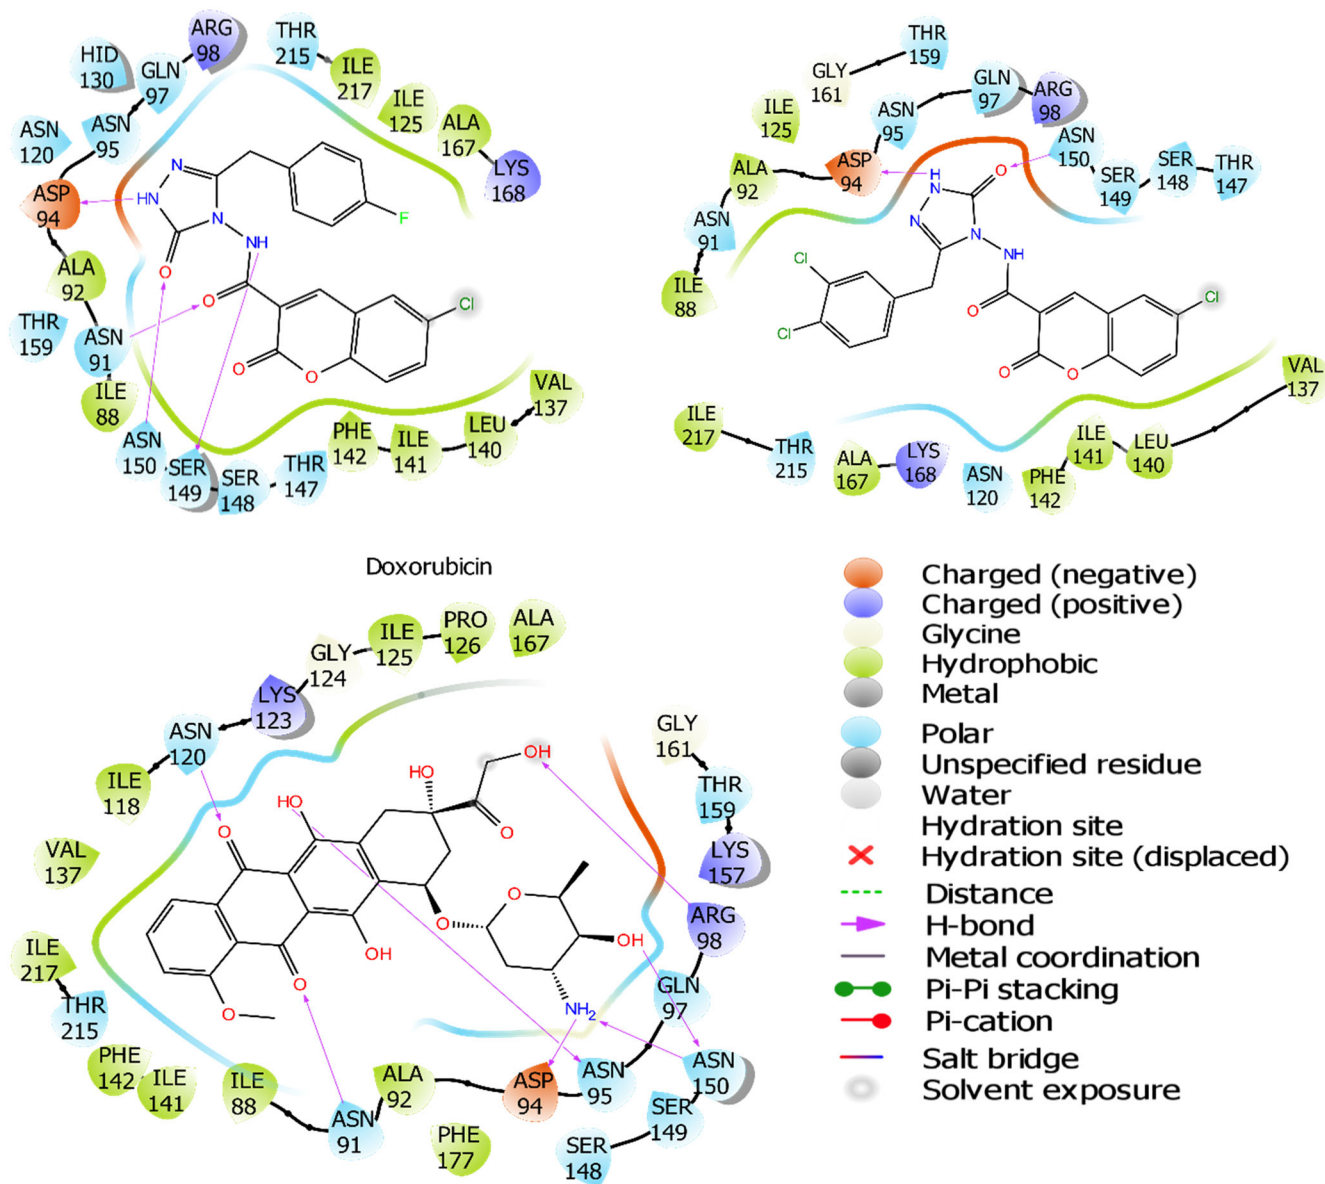 ARG
98
HID
130
GLN
97
THR
215
ILE
217
ILE
125
ALA
167
LYS
168
ASN
120
ASN
95
ASP
94
ALA
92
THR
159
ASN
91
ILE
88
ASN
150
SER
149
SER
148
THR
147
PHE
142
ILE
141
LEU
140
VAL
137
N
HN
N
N
NH
O
O
O
O
F
Cl
THR
159
GLY
161
GLN
97
ARG
98
ILE
125
ASN
95
ASN
150
ALA
92
ASP
94
SER
149
SER
148
THR
147
ASN
91
ILE
88
H
N
O
N
N
NH
Cl
Cl
O
O
O
Cl
VAL
137
ILE
217
THR
215
ALA
167
LYS
168
ASN
120
PHE
142
ILE
141
LEU
140
Doxorubicin
ILE
125
PRO
126
ALA
167
GLY
124
LYS
123
ASN
120
ILE
118
VAL
137
ILE
217
THR
215
PHE
142
ILE
141
ILE
88
ASN
91
ALA
92
PHE
177
ASP
94
ASN
95
SER
148
SER
149
ASN
150
GLN
97
ARG
98
LYS
157
THR
159
GLY
161
OH
HO
HO
O
O
O
O
OH
O
OH
O
NH2
Charged (negative)
Charged (positive)
Glycine
Hydrophobic
Metal
Polar
Unspecified residue
Water
Hydration site
Hydration site (displaced)
Distance
H-bond
Metal coordination
Pi-Pi stacking
Pi-cation
Salt bridge
Solvent exposure